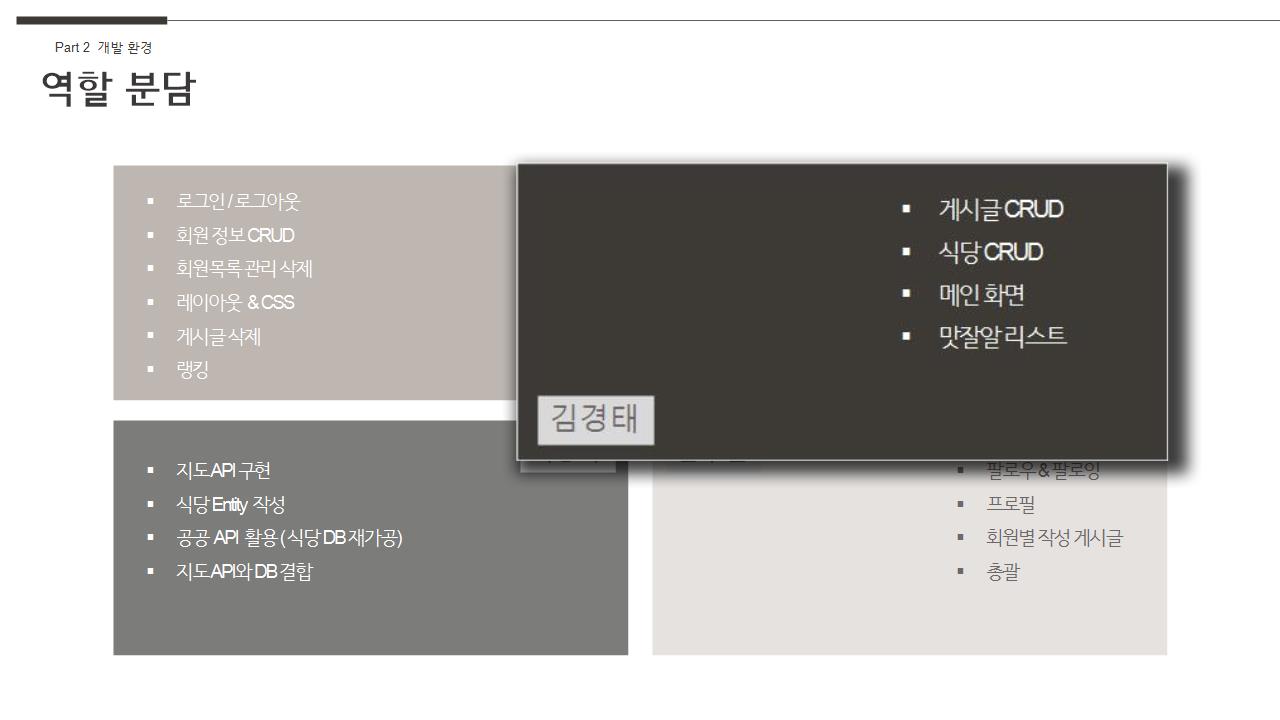 Part 2 개발 환경
역할 분담
▪ 로그인 / 로그아웃
▪ 회원 정보 CRUD
▪ 회원목록 관리 삭제
▪ 레이아웃 & CSS
▪ 게시글 삭제
▪ 랭킹
▪ 게시글 CRUD
▪ 식당 CRUD
▪ 메인 화면
▪ 맛잘알 리스트
김경태
▪ 지도 API 구현
▪ 식당 Entity 작성
▪ 공공 API 활용 ( 식당 DB 재가공)
▪ 지도 API와 DB 결합
▪ 팔로우 & 팔로잉
▪ 프로필
▪ 회원별 작성 게시글
▪ 총괄